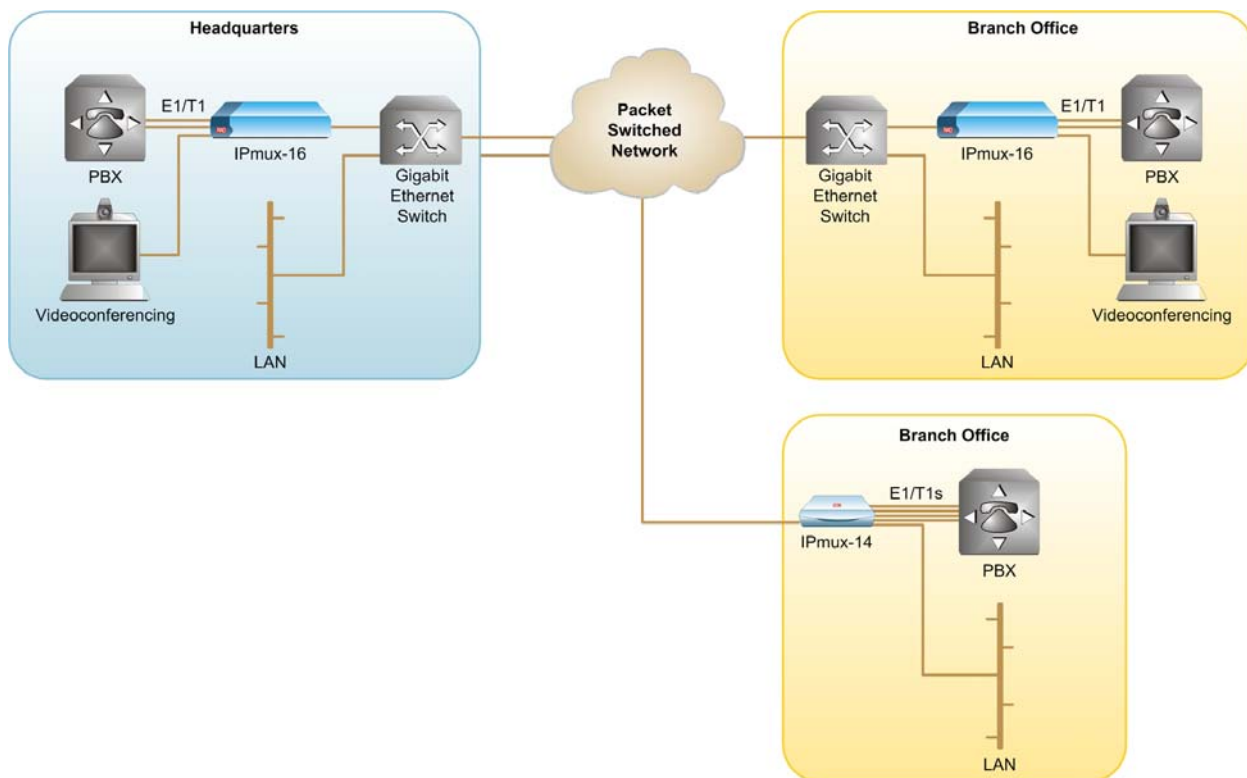 Headquarters
E1/T1
IPmux-16
PBX
Gigabit
Ethernet
Switch
Videoconferencing
LAN
Packet
Switched
Network
Branch Office
E1/T1
IPmux-16
PBX
Gigabit
Ethernet
Switch
Videoconferencing
LAN
Branch Office
E1/T1s
IPmux-14
PBX
LAN